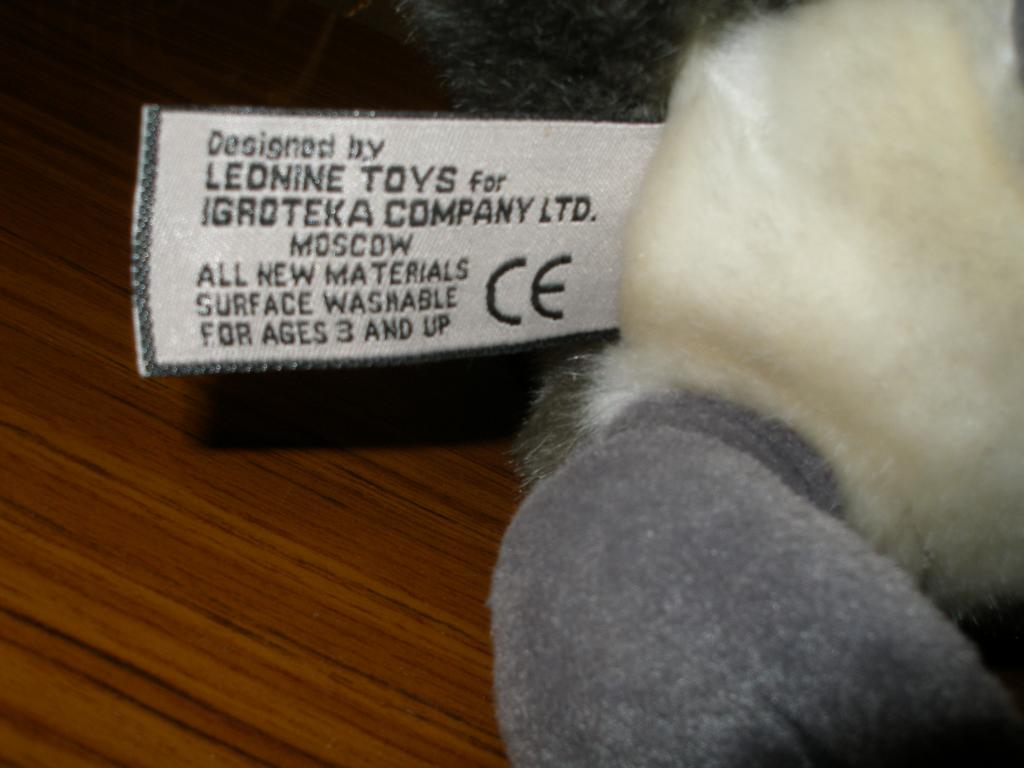 Designed by
LEONINE TOYS for
IGROTEKA COMPANY LTD.
MOSCOW
ALL NEW MATERIALS
SURFACE WASHABLE
FOR AGES 3 AND UP
CE